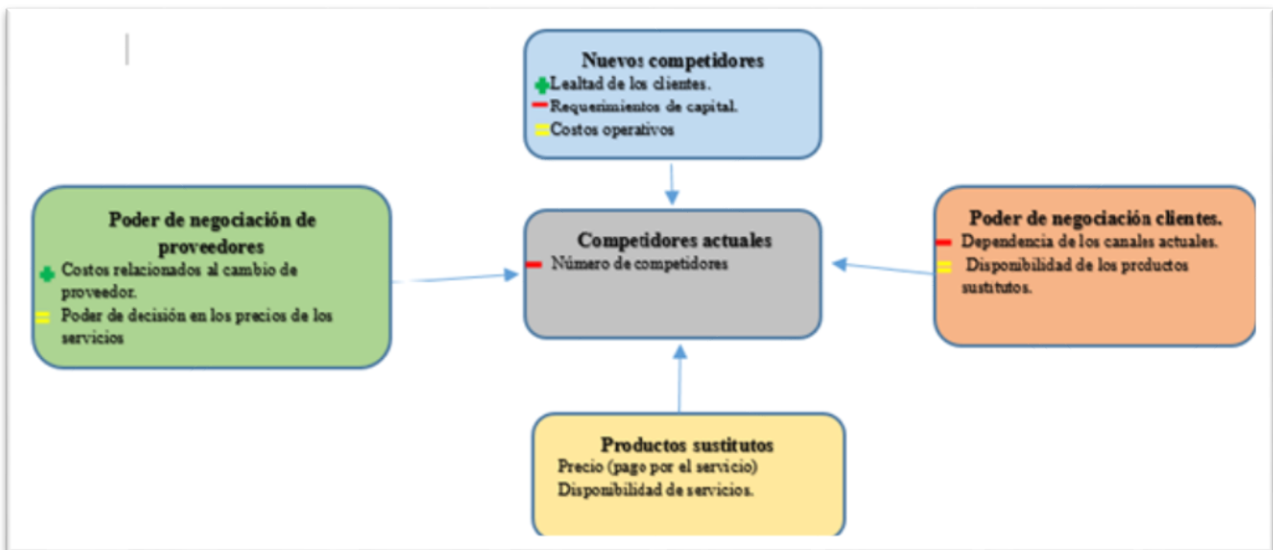 Nuevos competidores
Lealtad de los clientes.
Requerimientos de capital.
Costos operativos
Poder de negociación de
proveedores
Costos relacionados al cambio de
proveedor.
Poder de decisión en los precios de los
servicios
Competidores actuales
Número de competidores
Poder de negociación clientes.
Dependencia de los canales actuales.
Disponibilidad de los productos
sustitutos.
Productos sustitutos
Precio (pago por el servicio)
Disponibilidad de servicios.